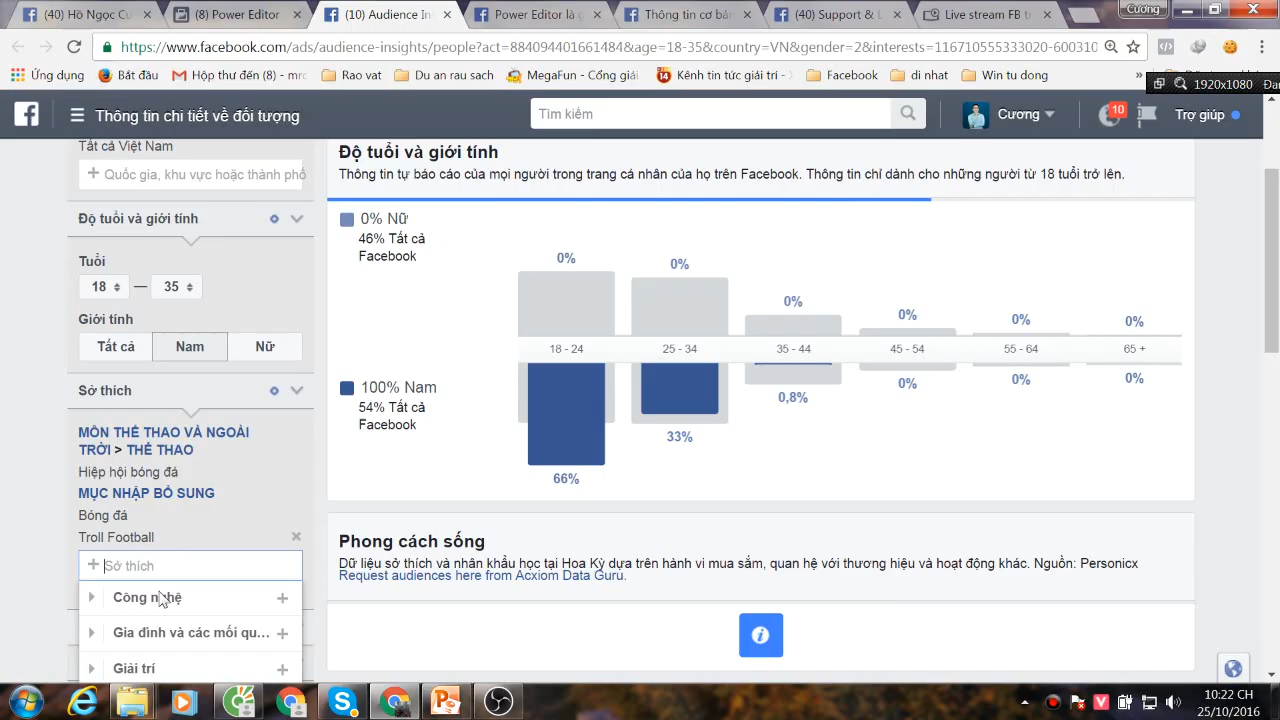 (40) Hồ Ngọc Cu
(8) Power Editor
(10) Audience In
Power Editor là g
Thông tin cơ bản
(40) Support & L
Live stream FB
Cường
https://www.facebook.com/ads/audience-insights/people?act=884094401661484&age=18-35&country=VN&gender=2&interests=116710555333020-600310
Ứng dụng
Bắt đầu
Hộp thư đến (8) - mrc
Rao vat
Du an rau sach
MegaFun - Cổng giải
Kênh tin tức giải trí -
Facebook
di nhat
Win tu dong
»
1920x1080
Đan
Thông tin chi tiết về đối tượng
Tìm kiếm
Cương
10
Trợ giúp
Tất cả Việt Nam
Quốc gia, khu vực hoặc thành phố
Độ tuổi và giới tính
Tuổi
18 — 35
Giới tính
Tất cả
Nam
Nữ
Sở thích
MÔN THỂ THAO VÀ NGOÀI
TRỜI > THỂ THAO
Hiệp hội bóng đá
MỤC NHẬP BỔ SUNG
Bóng đá
Troll Football
Sở thích
Công nghệ
Gia đình và các mối qu...
Giải trí
Độ tuổi và giới tính
Thông tin tự báo cáo của mọi người trong trang cá nhân của họ trên Facebook. Thông tin chỉ dành cho những người từ 18 tuổi trở lên.
0% Nữ
46% Tất cả
Facebook
0%
0%
0%
0%
0%
0%
18 - 24
25 - 34
35 - 44
45 - 54
55 - 64
65 +
100% Nam
54% Tất cả
Facebook
66%
33%
0,8%
0%
0%
0%
Phong cách sống
Dữ liệu sở thích và nhân khẩu học tại Hoa Kỳ dựa trên hành vi mua sắm, quan hệ với thương hiệu và hoạt động khác. Nguồn: Personicx
Request audiences here from Acxiom Data Guru.
10:22 CH
25/10/2016